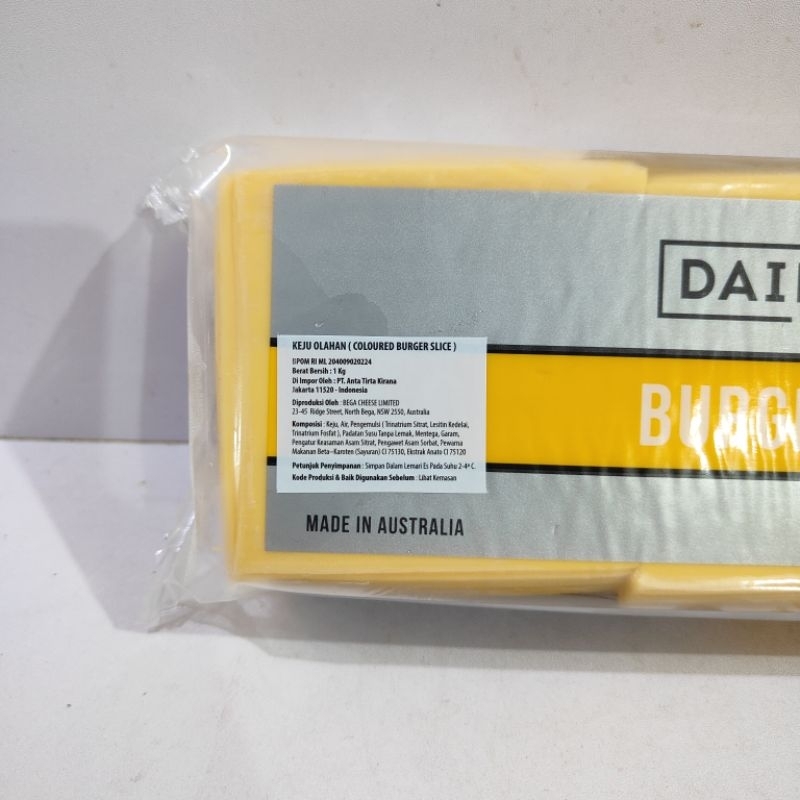 DAI
BURG
KEJU OLAHAN ( COLOURED BURGER SLICE )
BPOM RI ML 204009020224
Berat Bersih : 1 Kg
Di Impor Oleh : PT. Anta Tirta Kirana
Jakarta 11520 - Indonesia
Diproduksi Oleh : BEGA CHEESE LIMITED
23-45 Ridge Street, North Bega, NSW 2550, Australia
Komposisi : Keju, Air, Pengemulsi ( Trinatrium Sitrat, Lesitin Kedelai,
Trinatrium Fosfat ), Padatan Susu Tanpa Lemak, Mentega, Garam,
Pengatur Keasaman Asam Sitrat, Pengawet Asam Sorbat, Pewarna
Makanan Beta-Karoten (Sayuran) CI 75130, Ekstrak Anato CI 75120
Petunjuk Penyimpanan : Simpan Dalam Lemari Es Pada Suhu 2-4º C.
Kode Produksi & Baik Digunakan Sebelum : Lihat Kemasan
MADE IN AUSTRALIA